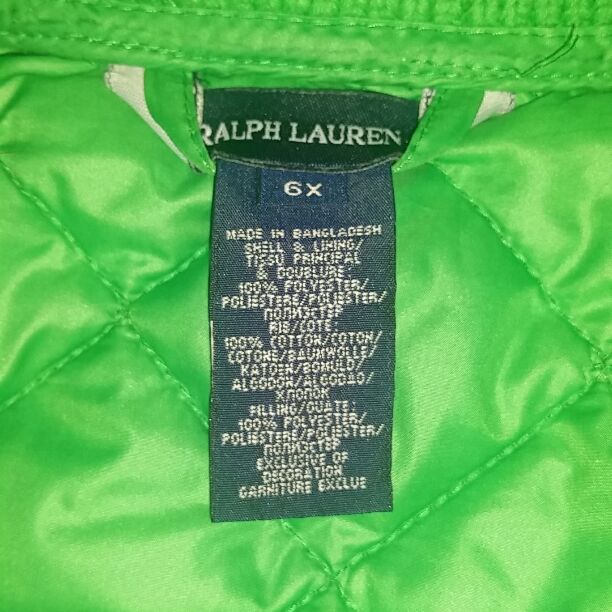 RALPH LAUREN
6X
MADE IN BANGLADESH
SHELL & LINING/
TISSU PRINCIPAL
& DOUBLURE:
100% POLYESTER/
POLIESTERE/POLIESTER/
ПОЛИЭСТЕР
RIB/COTE:
100% COTTON/COTON/
COTONE/BAUMWOLLE/
KATOEN/BOMULD/
ALGODON/ALGODAO/
ХЛОПОК
FILLING/OUATE:
100% POLYESTER/
POLIESTERE/POLIESTER/
ПОЛИЭСТЕР
EXCLUSIVE OF
DECORATION
GARNITURE EXCLUE